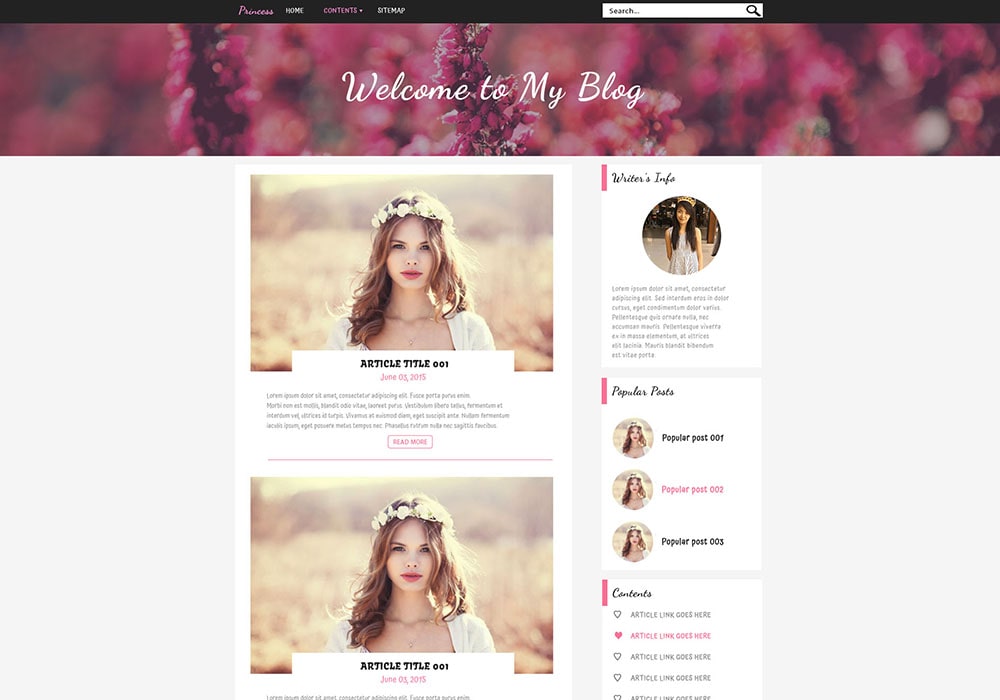 Princess HOME CONTENTS ▾ SITEMAP Search...
Welcome to My Blog
ARTICLE TITLE 001
June 03, 2015
Lorem ipsum dolor sit amet, consectetur adipiscing elit. Fusce porta purus enim.
Morbi non est mollis, blandit odio vitae, laoreet purus. Vestibulum libero tellus, fermentum et
interdum vel, ultrices id turpis. Vivamus at euismod diam, eget suscipit ante. Nullam fermentum
iaculis ipsum, eget posuere metus tempus nec. Phasellus rutrum nulla nec sagittis faucibus.
READ MORE
ARTICLE TITLE 001
June 03, 2015
Lorem ipsum dolor sit amet, consectetur adipiscing elit. Fusce porta purus enim.
Writer's Info
Lorem ipsum dolor sit amet, consectetur
adipiscing elit. Sed interdum eros in dolor
cursus, eget condimentum dolor varius.
Pellentesque quis ornare nulla, nec
accumsan mauris. Pellentesque viverra
ex in massa elementum, at ultrices
elit lacinia. Mauris blandit bibendum
est vitae porta.
Popular Posts
Popular post 001
Popular post 002
Popular post 003
Contents
ARTICLE LINK GOES HERE
ARTICLE LINK GOES HERE
ARTICLE LINK GOES HERE
ARTICLE LINK GOES HERE
ARTICLE LINK GOES HERE